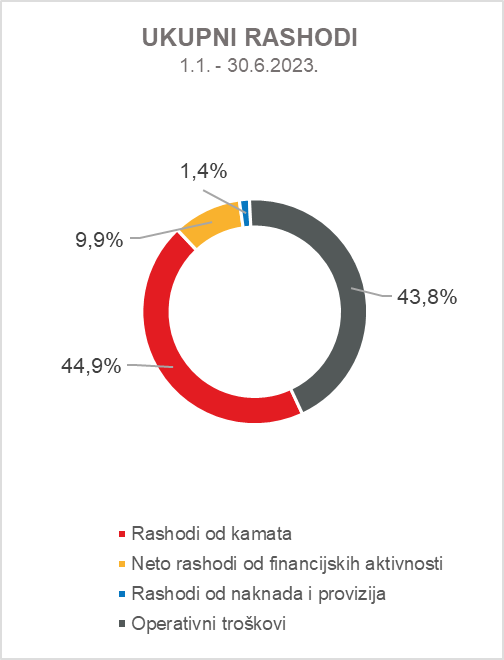 UKUPNI RASHODI
1.1. - 30.6.2023.
1,4%
9,9%
43,8%
44,9%
Rashodi od kamata
Neto rashodi od financijskih aktivnosti
Rashodi od naknada i provizija
Operativni troškovi